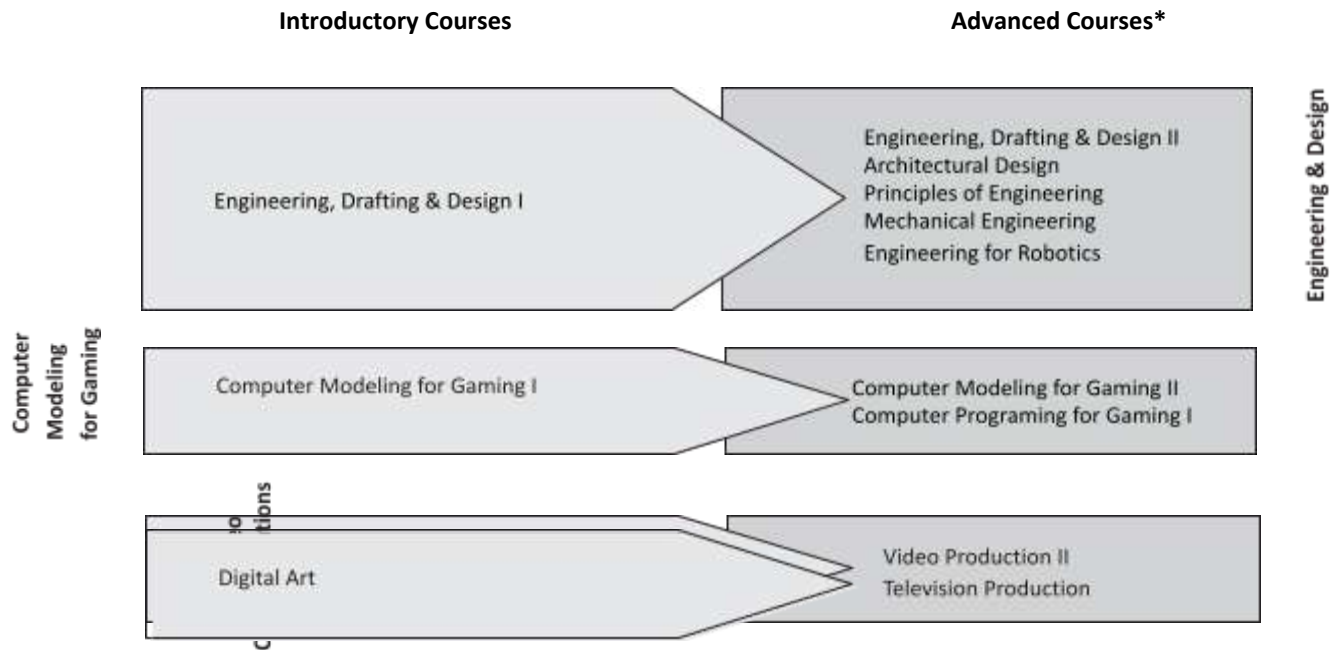 Introductory Courses
Advanced Courses*
Engineering, Drafting & Design I
Engineering, Drafting & Design II
Architectural Design
Principles of Engineering
Mechanical Engineering
Engineering for Robotics
Engineering & Design
Computer
Modeling
for Gaming
Computer Modeling for Gaming I
Computer Modeling for Gaming II
Computer Programing for Gaming I
Digital Art
Video Production II
Television Production